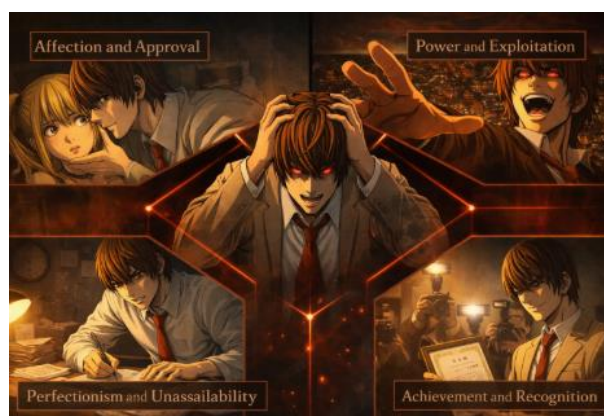 Affection and Approval
Power and Exploitation
Perfectionism and Unassailability
Achievement and Recognition